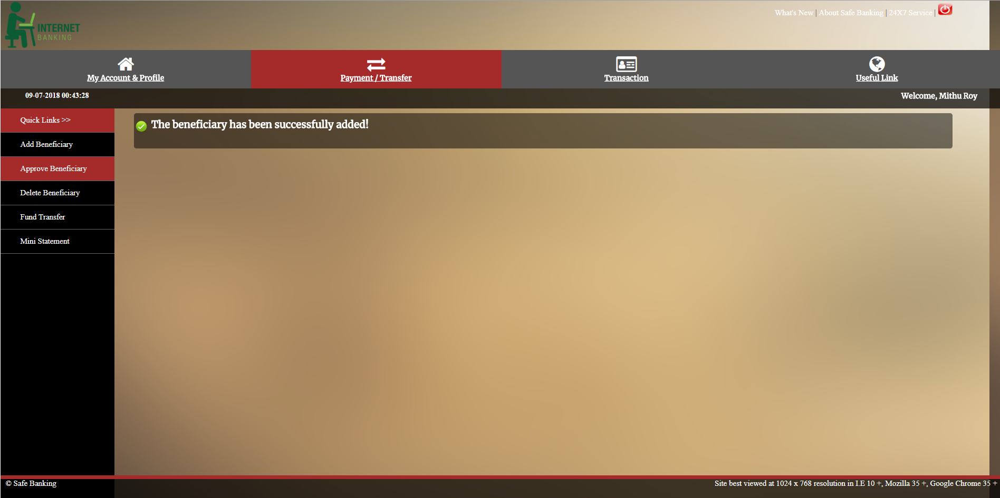 INTERNET
BANKING
What's New | About Safe Banking | 24X7 Service |
My Account & Profile
Payment / Transfer
Transaction
Useful Link
09-07-2018 00:43:28
Welcome, Mithu Roy
Quick Links >>
Add Beneficiary
Approve Beneficiary
Delete Beneficiary
Fund Transfer
Mini Statement
The beneficiary has been successfully added!
© Safe Banking
Site best viewed at 1024 x 768 resolution in I.E 10 +, Mozilla 35 +, Google Chrome 35 +